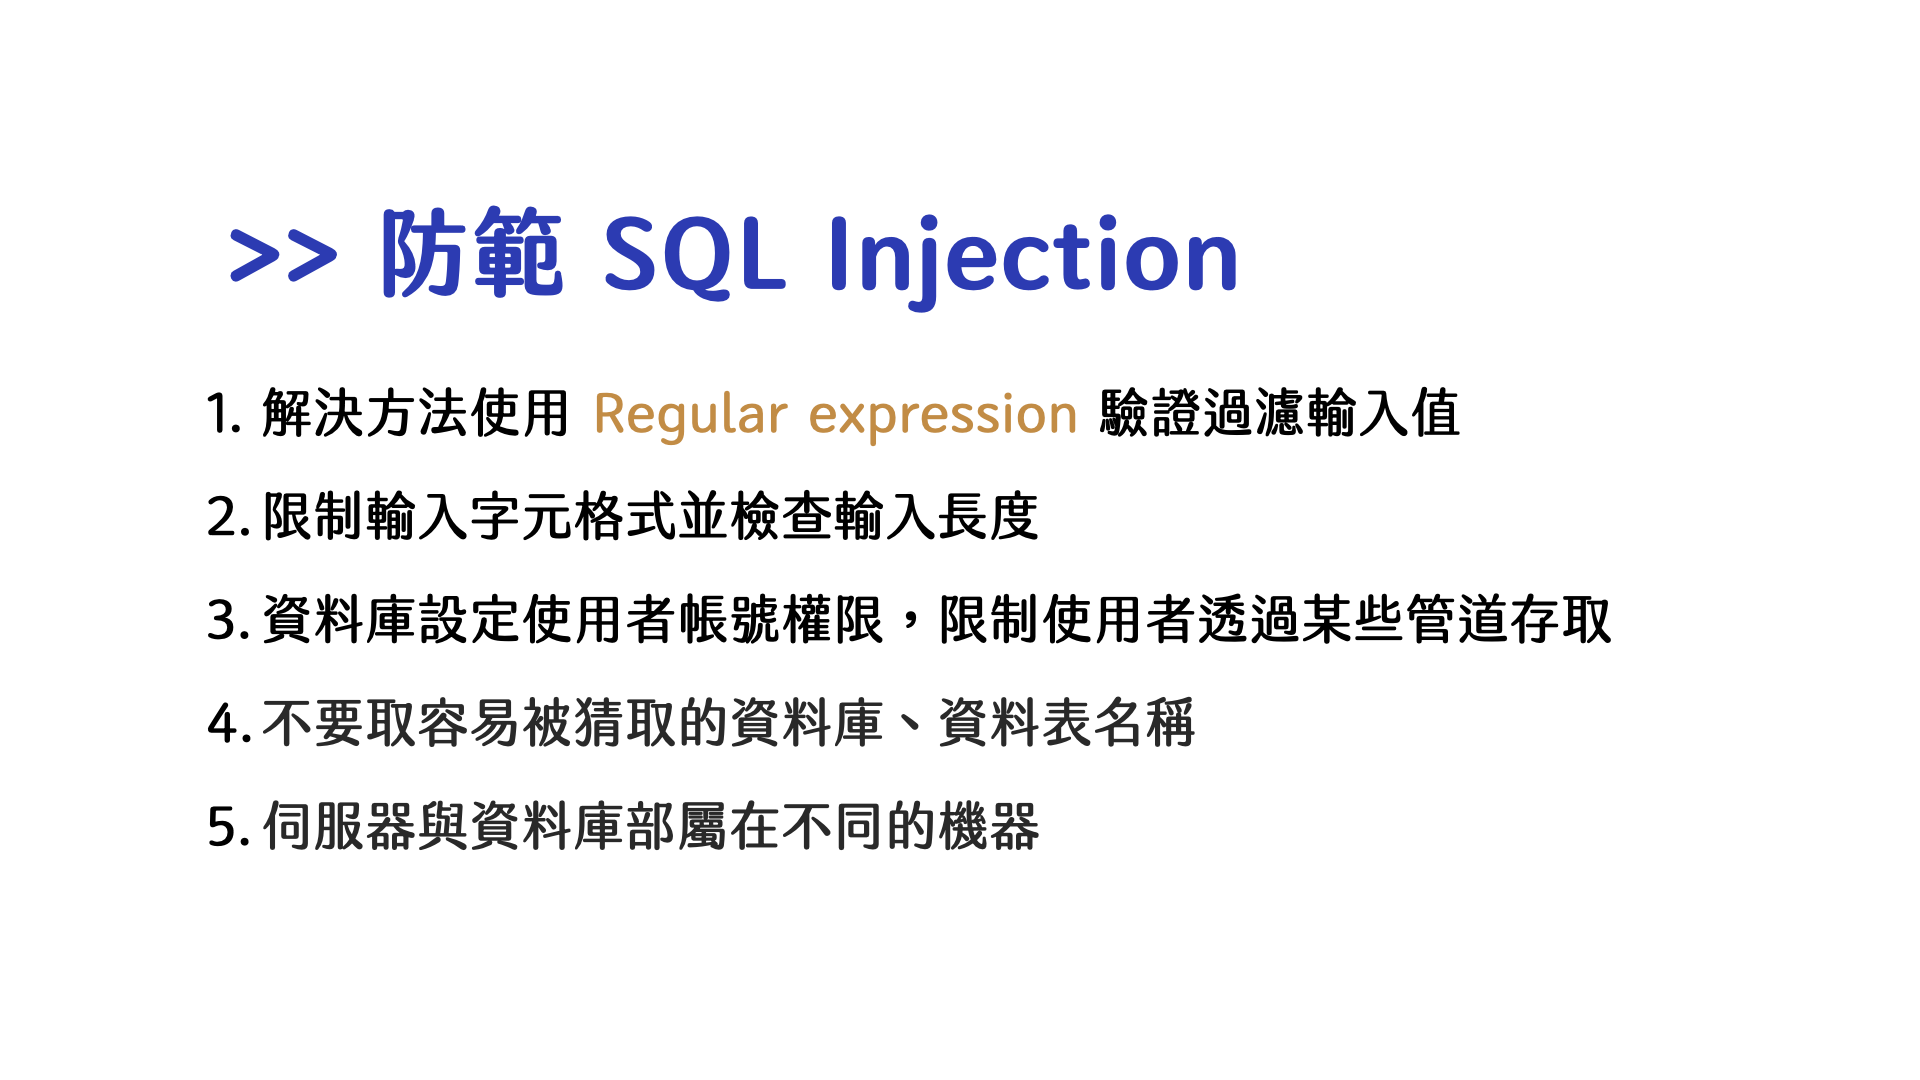 >> 防範 SQL Injection
1. 解決方法使用 Regular expression 驗證過濾輸入值
2. 限制輸入字元格式並檢查輸入長度
3. 資料庫設定使用者帳號權限，限制使用者透過某些管道存取
4. 不要取容易被猜取的資料庫、資料表名稱
5. 伺服器與資料庫部屬在不同的機器